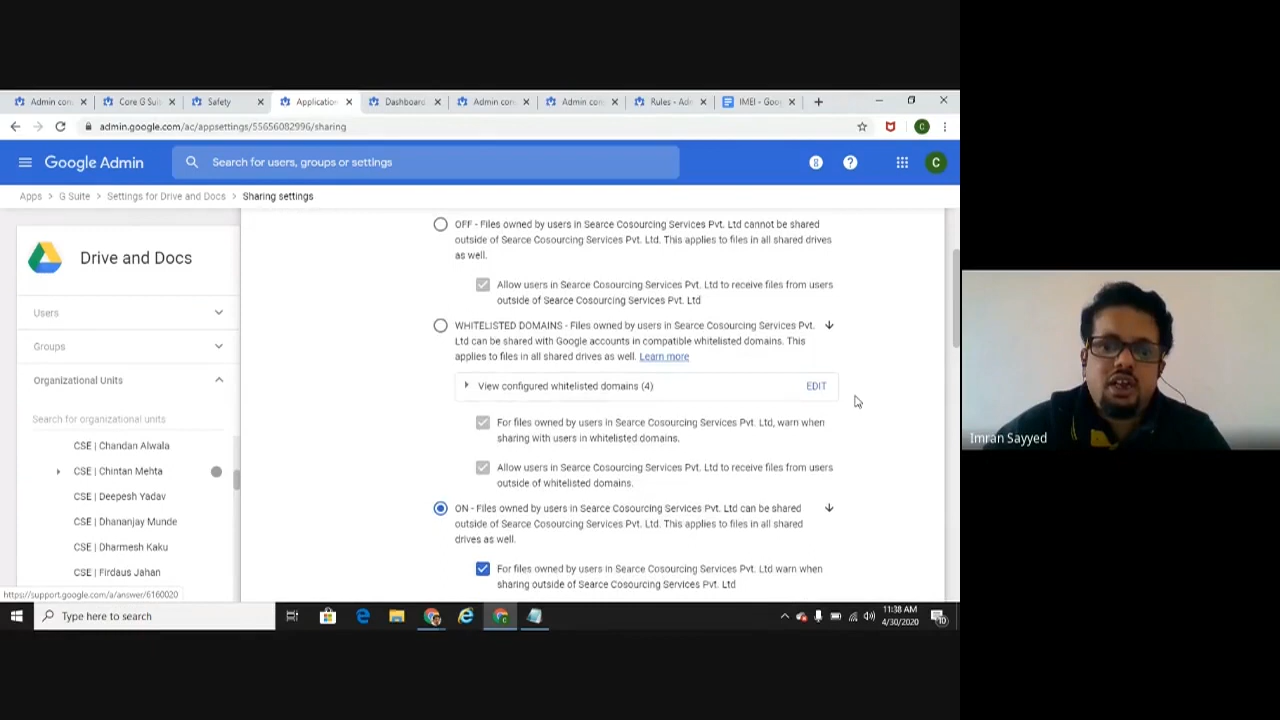 Admin con
Core G Sui
Safety
Application
Dashboard
Admin con
Admin con
Rules - Adm
IMEI - Goog
admin.google.com/ac/appsettings/55656082996/sharing
C
Google Admin
Search for users, groups or settings
C
Apps > G Suite > Settings for Drive and Docs > Sharing settings
Drive and Docs
Users
Groups
Organizational Units
Search for organizational units
CSE | Chandan Alwala
CSE | Chintan Mehta
CSE | Deepesh Yadav
CSE | Dhananjay Munde
CSE | Dharmesh Kaku
CSE | Firdaus Jahan
https://support.google.com/a/answer/6160020
OFF - Files owned by users in Searce Cosourcing Services Pvt. Ltd cannot be shared
outside of Searce Cosourcing Services Pvt. Ltd. This applies to files in all shared drives
as well.
Allow users in Searce Cosourcing Services Pvt. Ltd to receive files from users
outside of Searce Cosourcing Services Pvt. Ltd
WHITELISTED DOMAINS - Files owned by users in Searce Cosourcing Services Pvt.
Ltd can be shared with Google accounts in compatible whitelisted domains. This
applies to files in all shared drives as well. Learn more
View configured whitelisted domains (4)
EDIT
For files owned by users in Searce Cosourcing Services Pvt. Ltd, warn when
sharing with users in whitelisted domains.
Allow users in Searce Cosourcing Services Pvt. Ltd to receive files from users
outside of whitelisted domains.
ON - Files owned by users in Searce Cosourcing Services Pvt. Ltd can be shared
outside of Searce Cosourcing Services Pvt. Ltd. This applies to files in all shared
drives as well.
For files owned by users in Searce Cosourcing Services Pvt. Ltd warn when
sharing outside of Searce Cosourcing Services Pvt. Ltd
Imran Sayyed
Type here to search
11:38 AM
4/30/2020
10